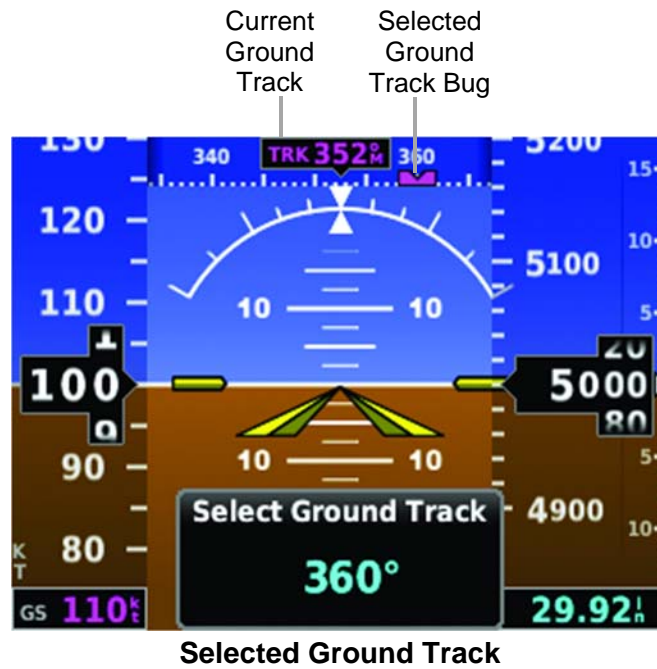 Current
Ground
Track
Selected
Ground
Track Bug
130
340
TRK 352°M
360
5200
15
120
5100
10
110
10 10
5
1
20
100
5000
9
80
90
10 10
5
Select Ground Track
4900
10
K
T
80
360°
GS 110kt
29.92in
Selected Ground Track